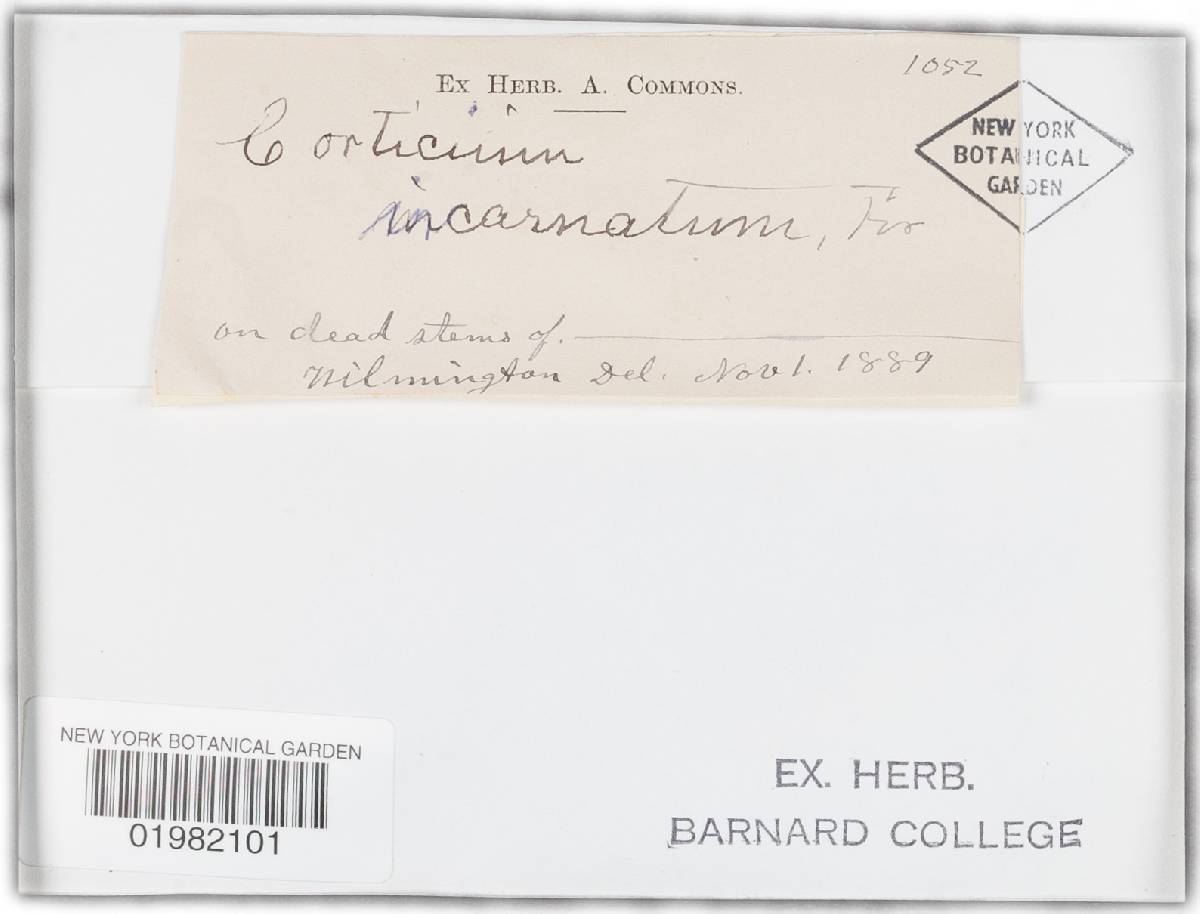 1052
EX HERB. A. COMMONS.
Corticium
incarnatum, Fr
on dead stems of.
Wilmington Del. Nov 1. 1889
NEW YORK
BOTANICAL
GARDEN
NEW YORK BOTANICAL GARDEN
01982101
EX. HERB.
BARNARD COLLEGE